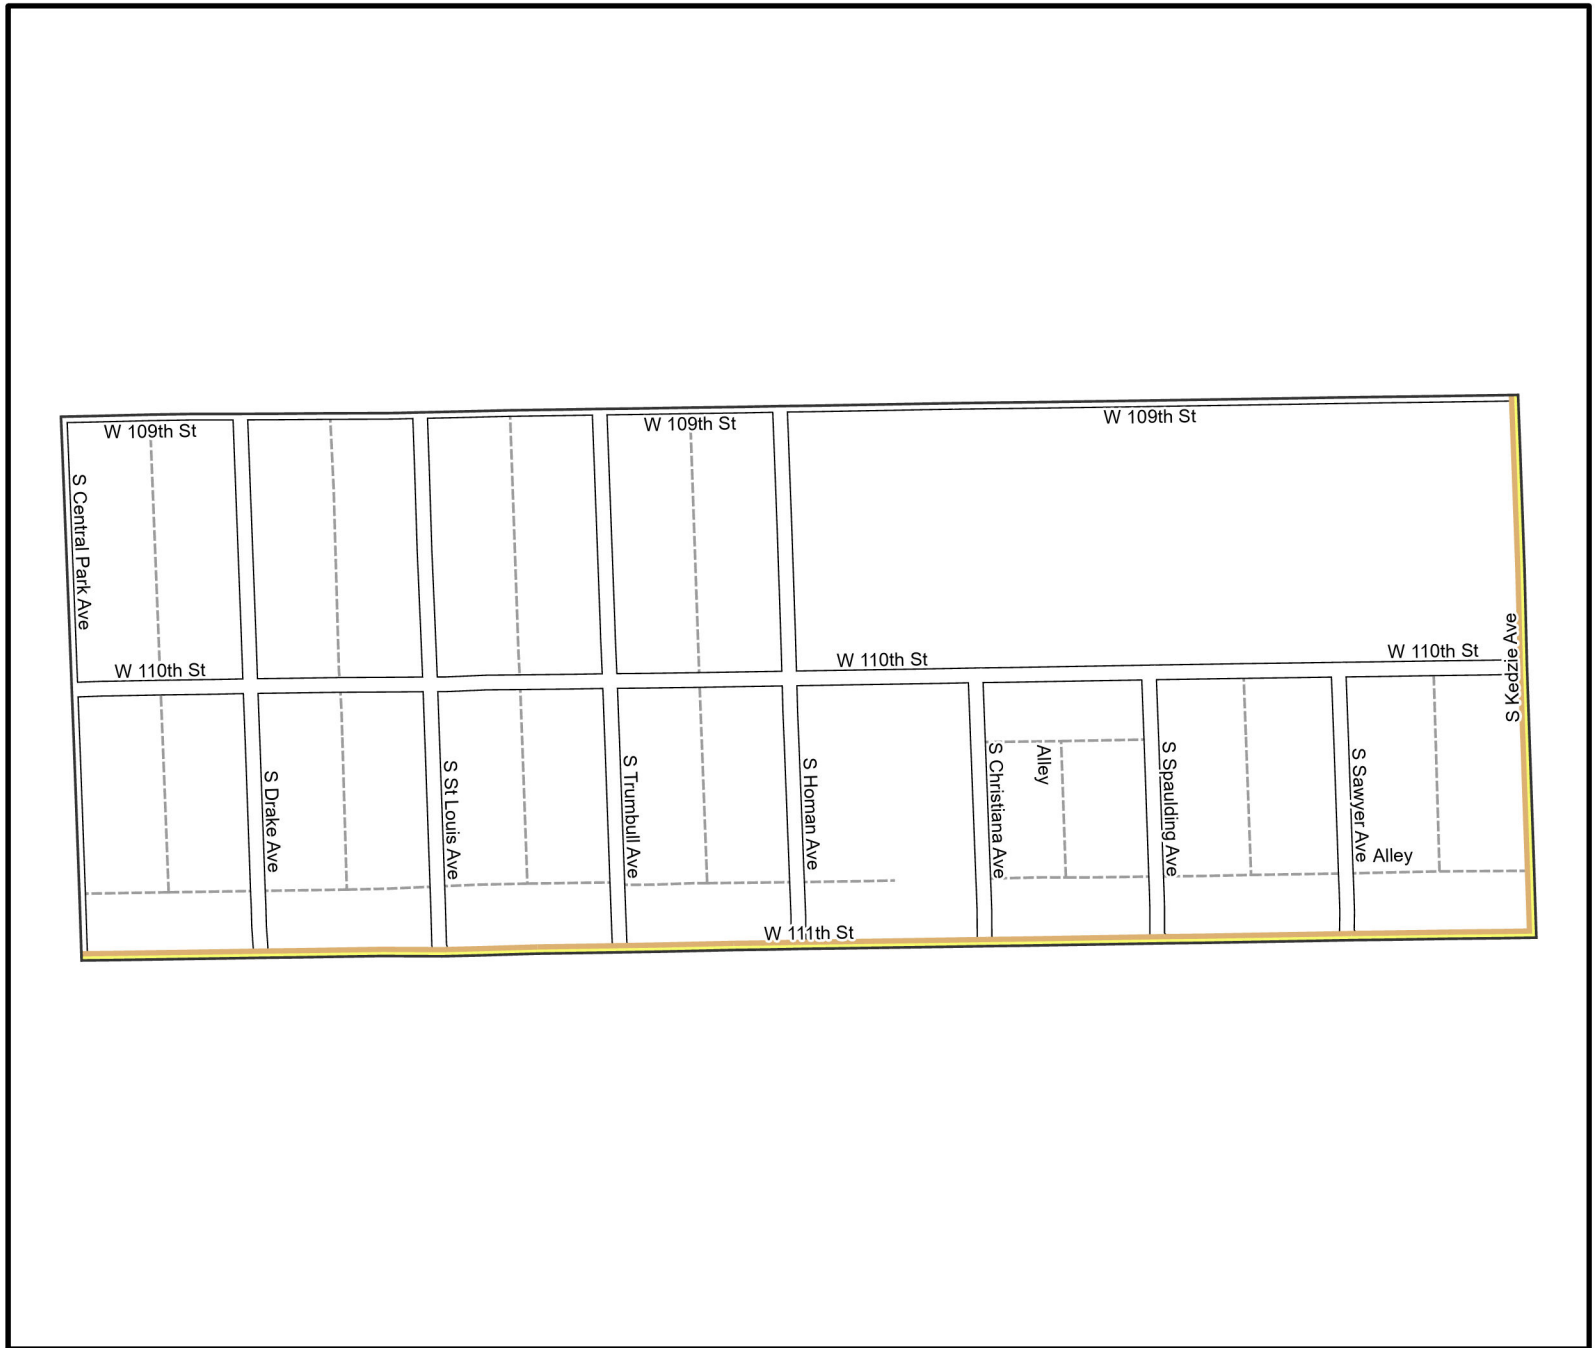 W 109th St
W 109th St
W 109th St
S Central Park Ave
W 110th St
W 110th St
W 110th St
S Kedzie Ave
S Drake Ave
S St Louis Ave
S Trumbull Ave
S Homan Ave
S Christiana Ave
Alley
S Spaulding Ave
S Sawyer Ave
Alley
W 111th St